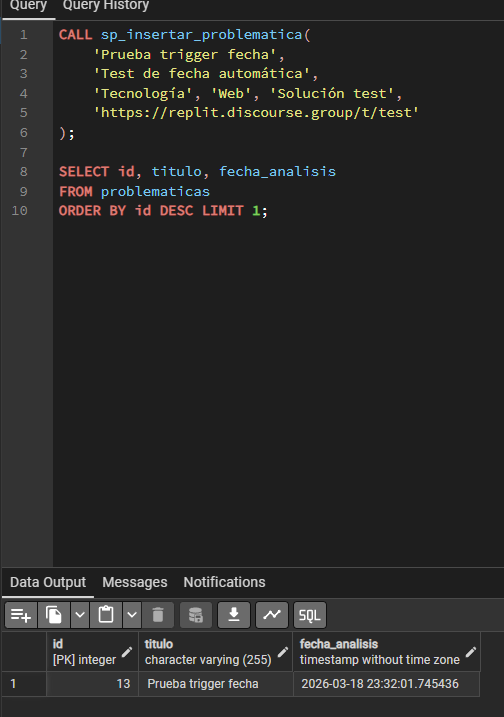 Query Query History
1 CALL sp_insertar_problematica(
2 'Prueba trigger fecha',
3 'Test de fecha automática',
4 'Tecnología', 'Web', 'Solución test',
5 'https://replit.discourse.group/t/test'
6 );
7
8 SELECT id, titulo, fecha_analisis
9 FROM problematicas
10 ORDER BY id DESC LIMIT 1;
Data Output Messages Notifications
SQL
id titulo fecha_analisis
[PK] integer character varying (255) timestamp without time zone
1 13 Prueba trigger fecha 2026-03-18 23:32:01.745436